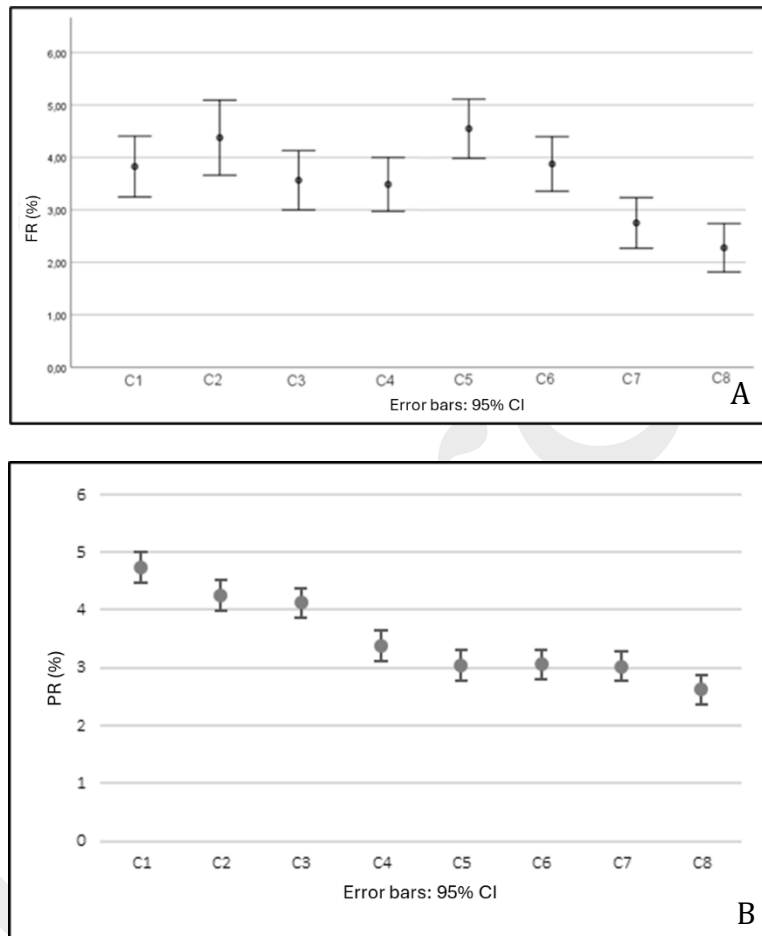 6,00
5,00
4,00
3,00
2,00
1,00
0,00
FR (%)
C1 C2 C3 C4 C5 C6 C7 C8
Error bars: 95% CI
A
6
5
4
3
2
1
0
PR (%)
C1 C2 C3 C4 C5 C6 C7 C8
Error bars: 95% CI
B